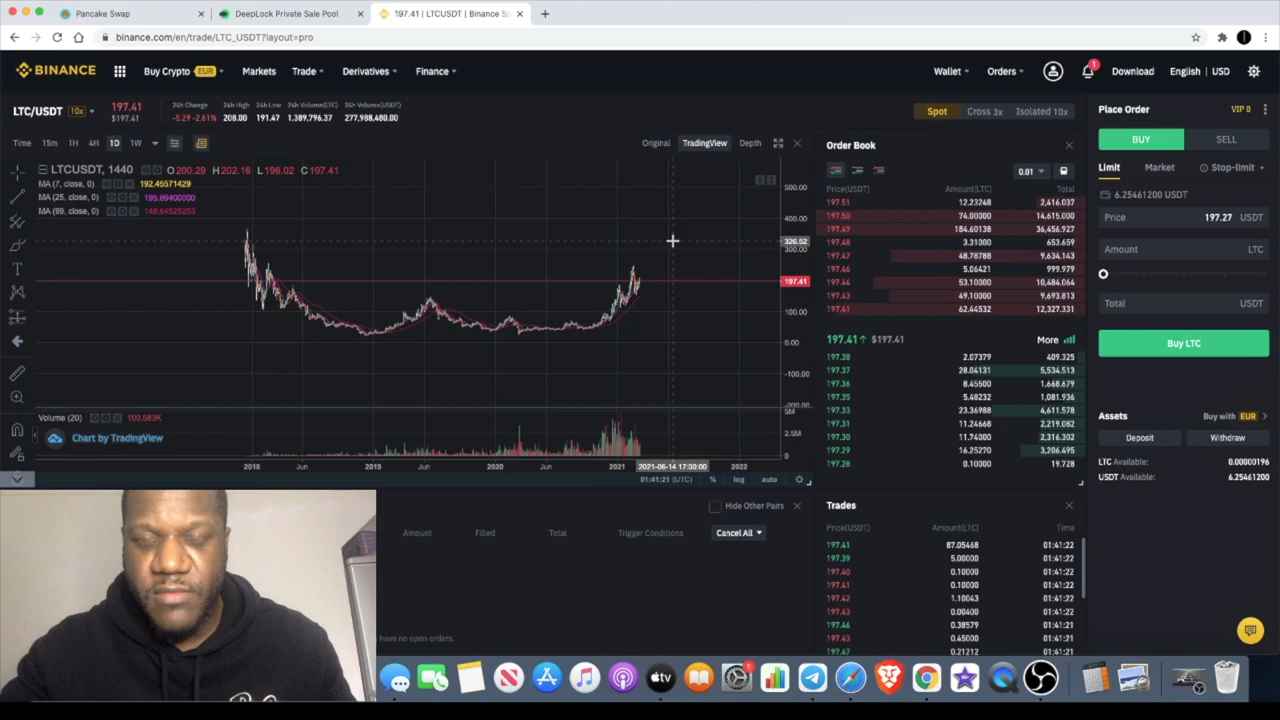 Pancake Swap
DeepLock Private Sale Pool
197.41 | LTCUSDT | Binance Sp
binance.com/en/trade/LTC_USDT?layout=pro
BINANCE
Buy Crypto EUR
Markets
Trade
Derivatives
Finance
Wallet
Orders
1
Download
English | USD
LTC/USDT 10x
197.41
$197.41
24h Change
-5.29 -2.61%
24h High
208.00
24h Low
191.47
24h Volume(LTC)
1,389,796.37
24h Volume(USDT)
277,988,480.00
Spot
Cross 3x
Isolated 10x
Place Order
VIP 0
Time 15m 1H 4H 1D 1W
Original
TradingView
Depth
LTCUSDT, 1440 O200.29 H202.16 L196.02 C197.41
MA (7, close, 0) 192.45571429
MA (25, close, 0) 195.86400000
MA (99, close, 0) 148.64525253
500.00
400.00
326.52
300.00
197.41
100.00
0.00
-100.00
-200.00
Volume (20) 100.583K
5M
2.5M
0
Chart by TradingView
2018 Jun 2019 Jun 2020 Jun 2021 2021-06-14 17:00:00 2022
01:41:21 (UTC) % log auto
Order Book
0.01
Price(USDT) Amount(LTC) Total
197.51 12.23248 2,416.037
197.50 74.00000 14,615.000
197.49 184.60138 36,456.927
197.48 3.31000 653.659
197.47 48.78788 9,634.143
197.46 5.06421 999.979
197.44 53.10000 10,484.064
197.43 49.10000 9,693.813
197.41 62.44532 12,327.331
197.41↑ $197.41 More
197.38 2.07379 409.325
197.37 28.04131 5,534.513
197.36 8.45500 1,668.679
197.35 5.48232 1,081.936
197.33 23.36988 4,611.578
197.31 11.24668 2,219.082
197.30 11.74000 2,316.302
197.29 16.25270 3,206.495
197.28 0.10000 19.728
BUY
SELL
Limit
Market
Stop-limit
6.25461200 USDT
Price 197.27 USDT
Amount LTC
Total USDT
Buy LTC
Assets
Buy with EUR
Deposit
Withdraw
LTC Available: 0.00000196
USDT Available: 6.25461200
Hide Other Pairs
Amount Filled Total Trigger Conditions Cancel All
have no open orders.
Trades
Price(USDT) Amount(LTC) Time
197.41 87.05468 01:41:22
197.39 5.00000 01:41:22
197.40 0.10000 01:41:22
197.41 0.10000 01:41:22
197.42 1.10043 01:41:22
197.43 0.00400 01:41:22
197.46 0.38579 01:41:21
197.43 0.45000 01:41:21
197.47 0.21212 01:41:21
tv
1